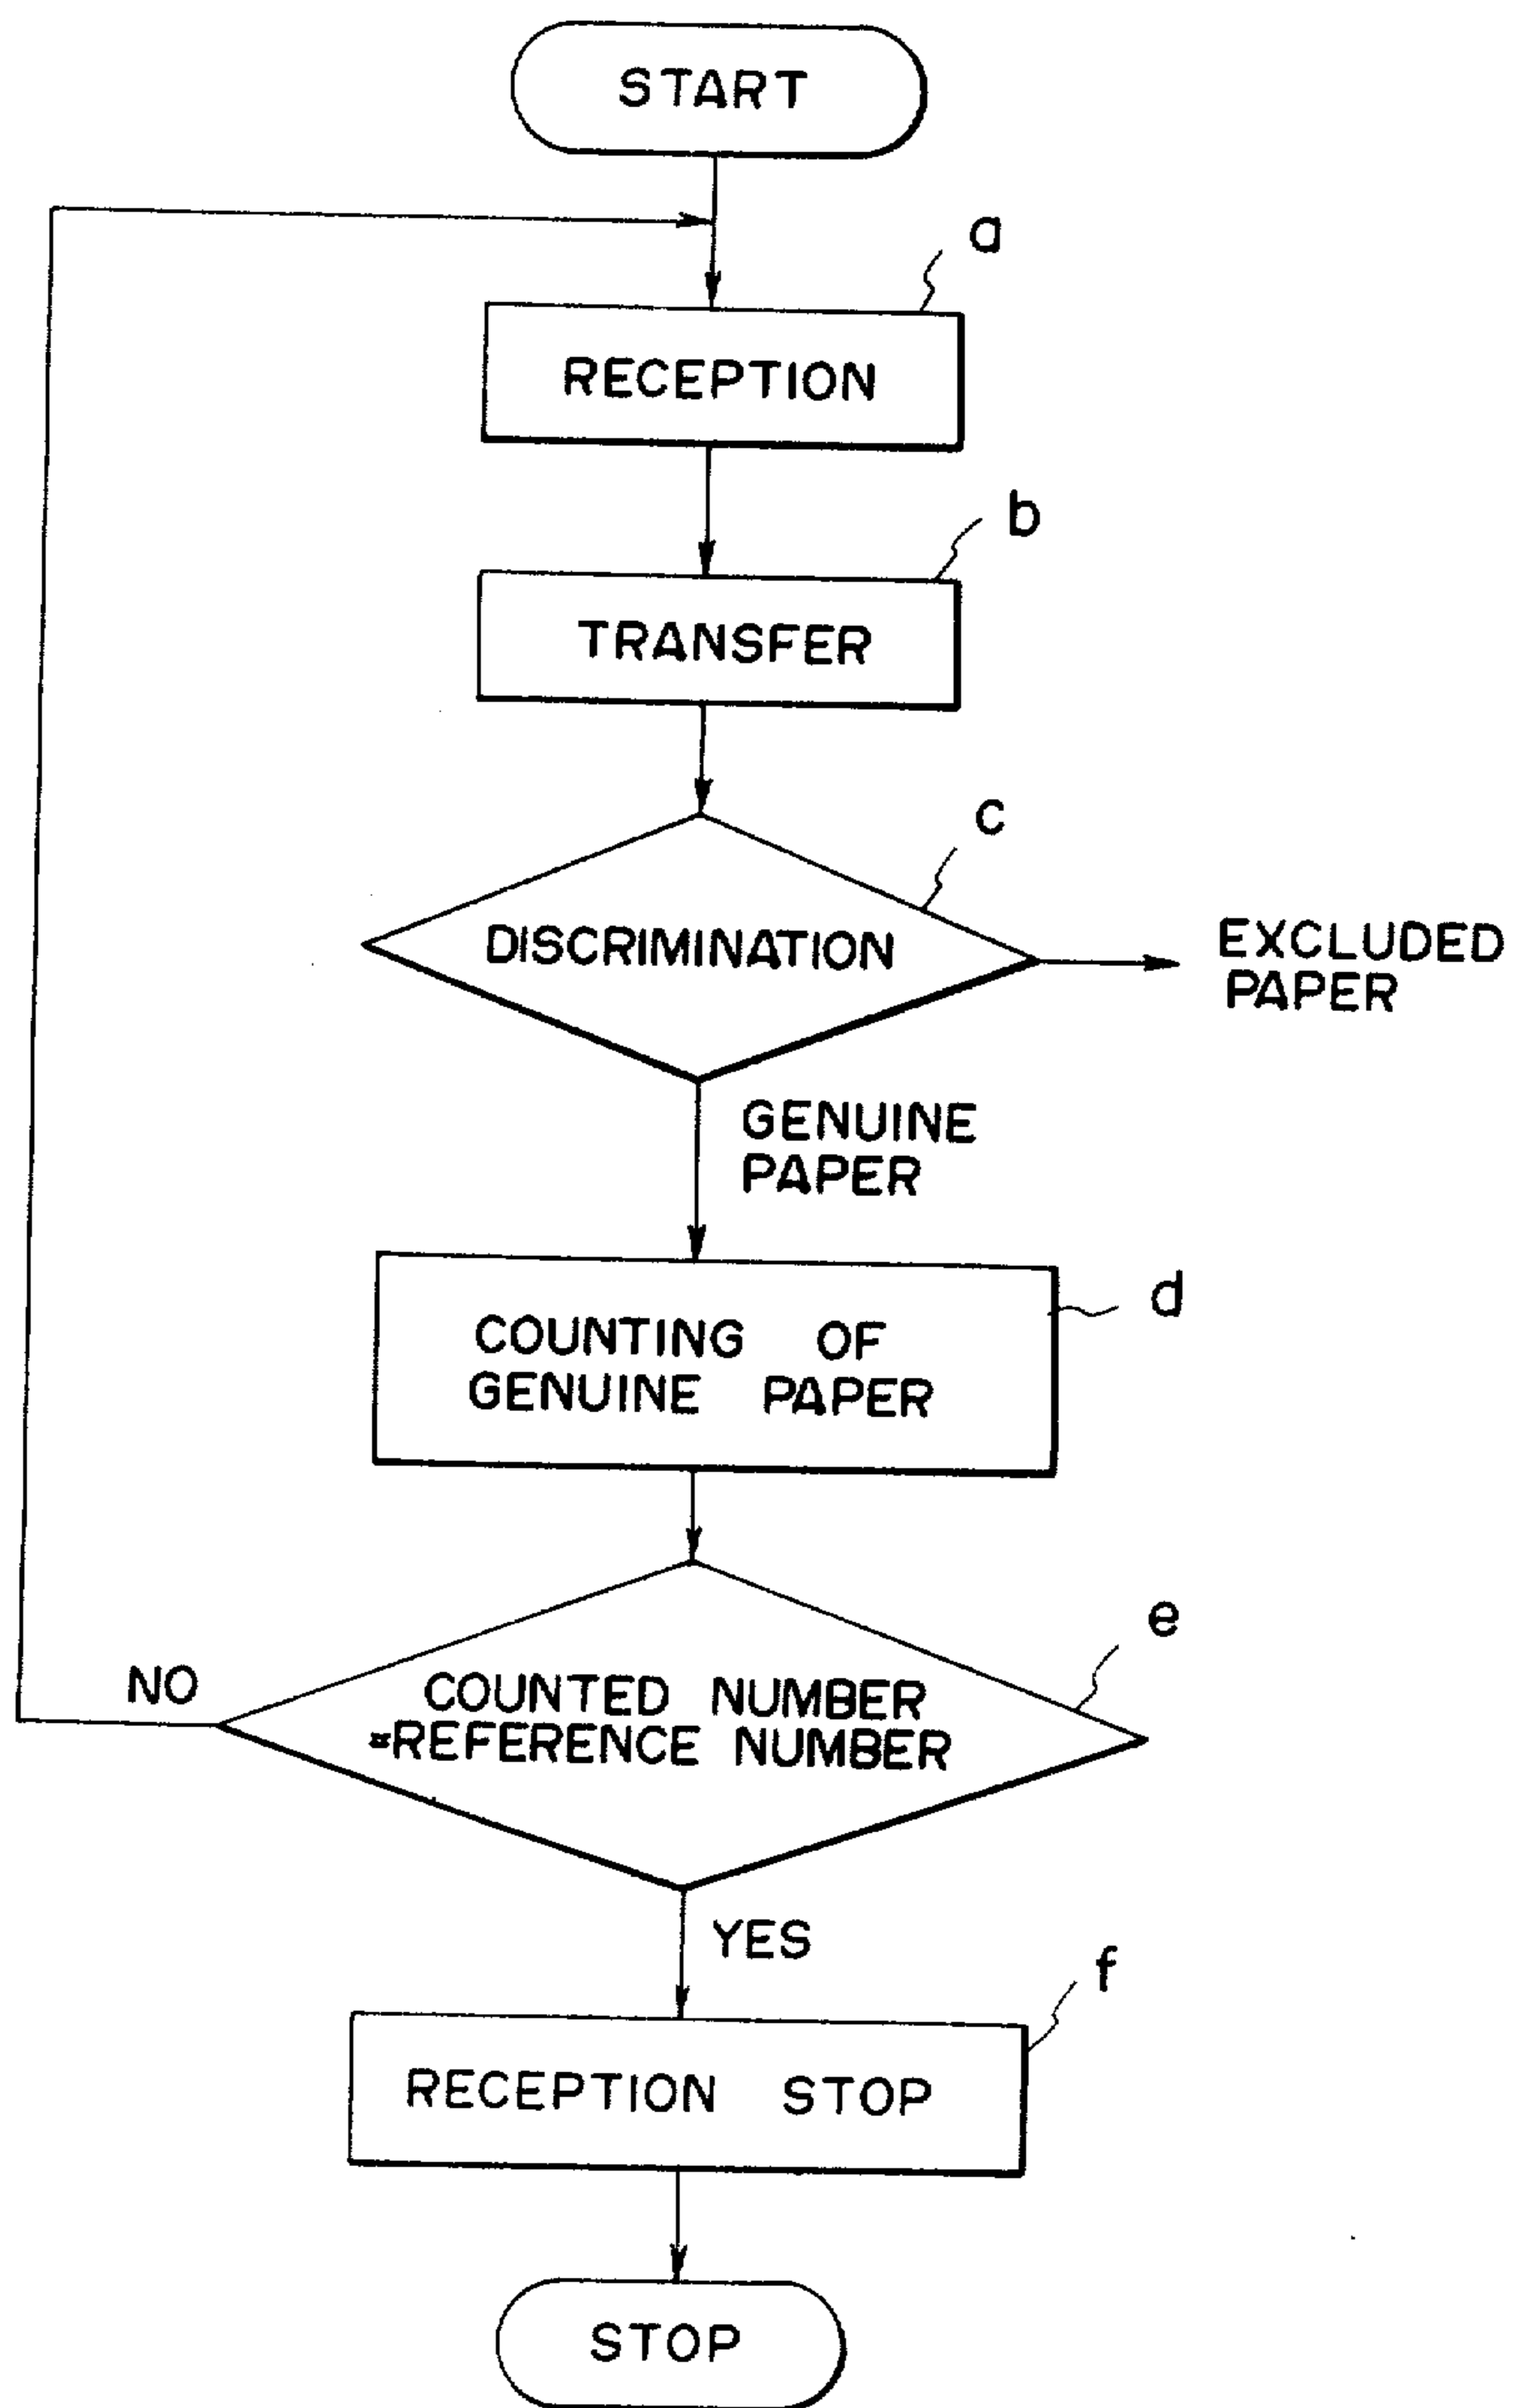 START
a
RECEPTION
b
TRANSFER
c
DISCRIMINATION
EXCLUDED
PAPER
GENUINE
PAPER
d
COUNTING OF
GENUINE PAPER
e
NO
COUNTED NUMBER
=REFERENCE NUMBER
YES
f
RECEPTION STOP
STOP